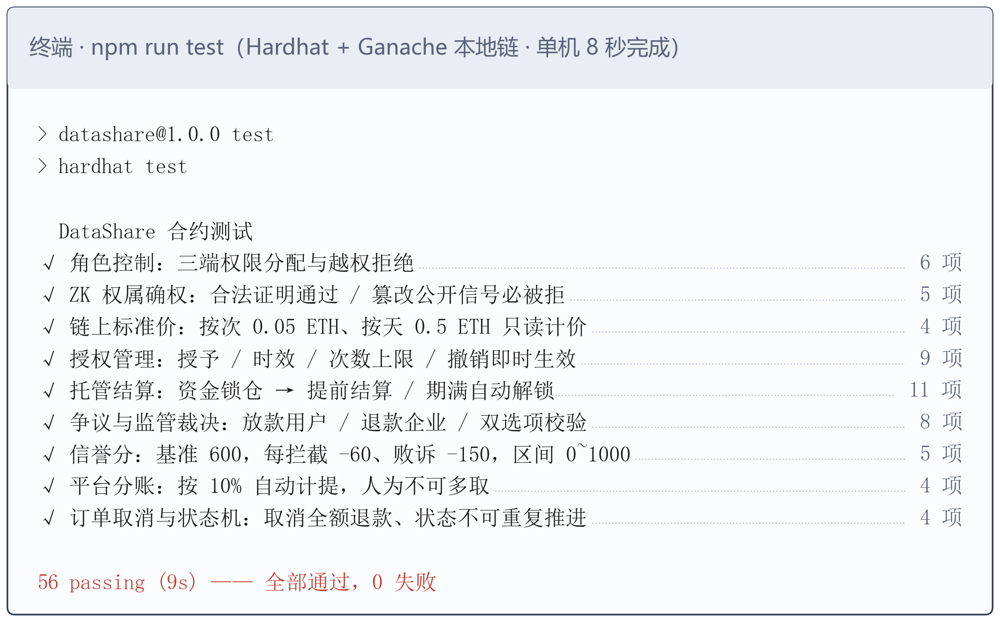 终端 · npm run test（Hardhat + Ganache 本地链 · 单机 8 秒完成）
> datashare@1.0.0 test
> hardhat test
DataShare 合约测试
√ 角色控制：三端权限分配与越权拒绝 6 项
√ ZK 权属确权：合法证明通过 / 篡改公开信号必被拒 5 项
√ 链上标准价：按次 0.05 ETH、按天 0.5 ETH 只读计价 4 项
√ 授权管理：授予 / 时效 / 次数上限 / 撤销即时生效 9 项
√ 托管结算：资金锁仓 → 提前结算 / 期满自动解锁 11 项
√ 争议与监管裁决：放款用户 / 退款企业 / 双选项校验 8 项
√ 信誉分：基准 600，每拦截 −60、败诉 −150，区间 0~1000 5 项
√ 平台分账：按 10% 自动计提，人为不可多取 4 项
√ 订单取消与状态机：取消全额退款、状态不可重复推进 4 项
56 passing (9s) —— 全部通过，0 失败